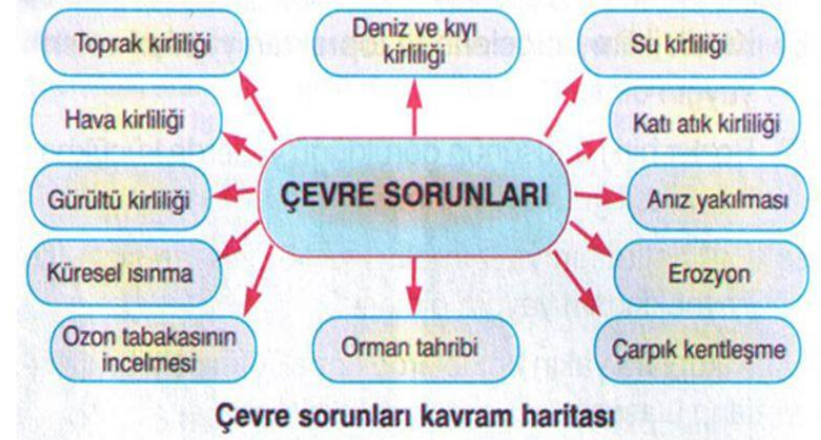 Toprak kirliliği
Deniz ve kıyı
kirliliği
Su kirliliği
Hava kirliliği
Katı atık kirliliği
Gürültü kirliliği
ÇEVRE SORUNLARI
Anız yakılması
Küresel ısınma
Erozyon
Ozon tabakasının
incelmesi
Orman tahribi
Çarpık kentleşme
Çevre sorunları kavram haritası